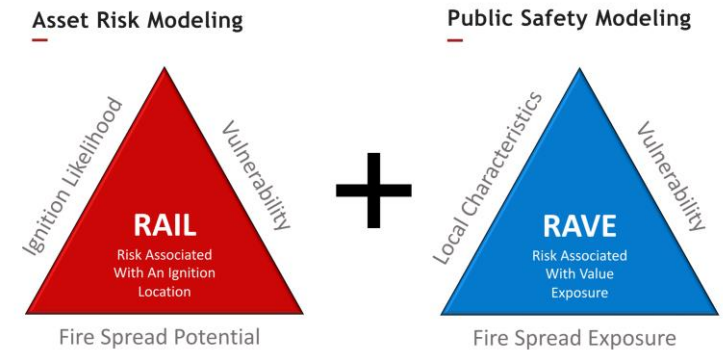 Asset Risk Modeling
Public Safety Modeling
Ignition Likelihood
Vulnerability
RAIL
Risk Associated
With An Ignition
Location
Fire Spread Potential
+
Local Characteristics
Vulnerability
RAVE
Risk Associated
With Value
Exposure
Fire Spread Exposure